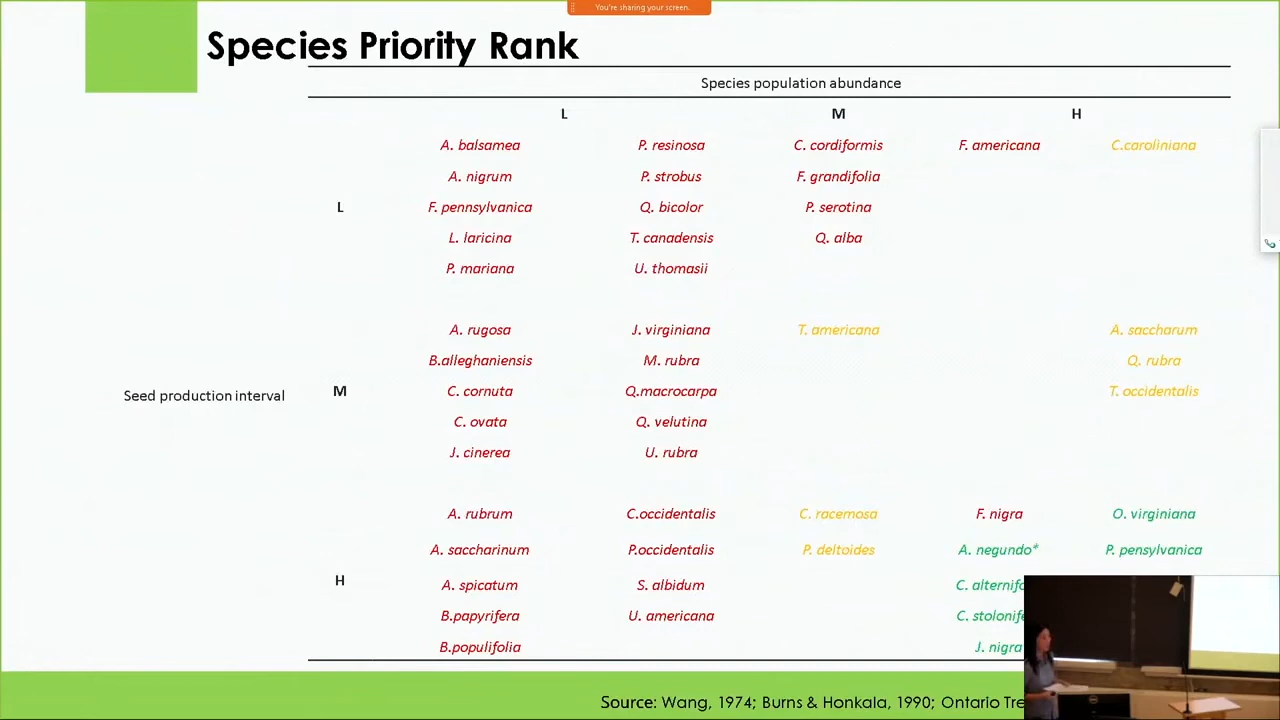 You're sharing your screen.
Species Priority Rank
Species population abundance
L M H
A. balsamea P. resinosa C. cordiformis F. americana C.caroliniana
A. nigrum P. strobus F. grandifolia
L F. pennsylvanica Q. bicolor P. serotina
L. laricina T. canadensis Q. alba
P. mariana U. thomasii
A. rugosa J. virginiana T. americana A. saccharum
B.alleghaniensis M. rubra Q. rubra
Seed production interval M C. cornuta Q.macrocarpa T. occidentalis
C. ovata Q. velutina
J. cinerea U. rubra
A. rubrum C.occidentalis C. racemosa F. nigra O. virginiana
A. saccharinum P.occidentalis P. deltoides A. negundo* P. pensylvanica
H A. spicatum S. albidum C.
B.papyrifera U. americana C.
B.populifolia J. nigra
Source: Wang, 1974; Burns & Honkala, 1990; Ontario